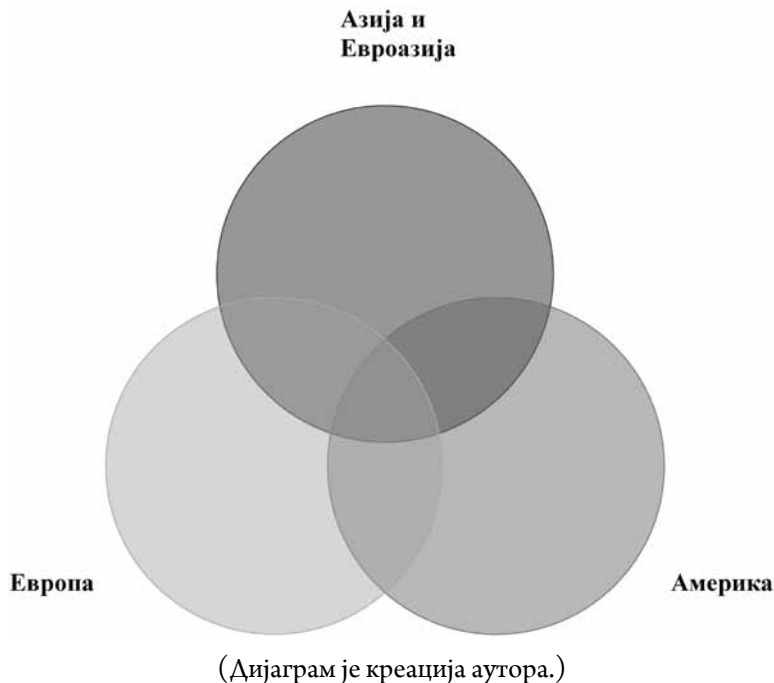 Азија и
Евроазија
Европа
Америка
(Дијаграм је креација аутора.)